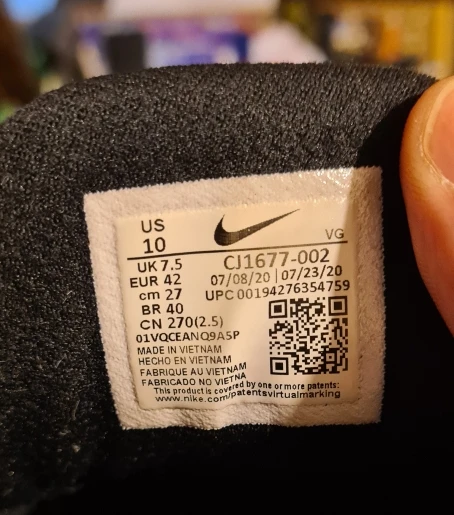 US
10
VG
UK 7.5
EUR 42
cm 27
BR 40
CN 270(2.5)
01VQCEANQ9A5P
CJ1677-002
07/08/20 | 07/23/20
UPC 00194276354759
MADE IN VIETNAM
HECHO EN VIETNAM
FABRIQUE AU VIETNAM
FABRICADO NO VIETNA
This product is covered by one or more patents:
www.nike.com/patentsvirtualmarking